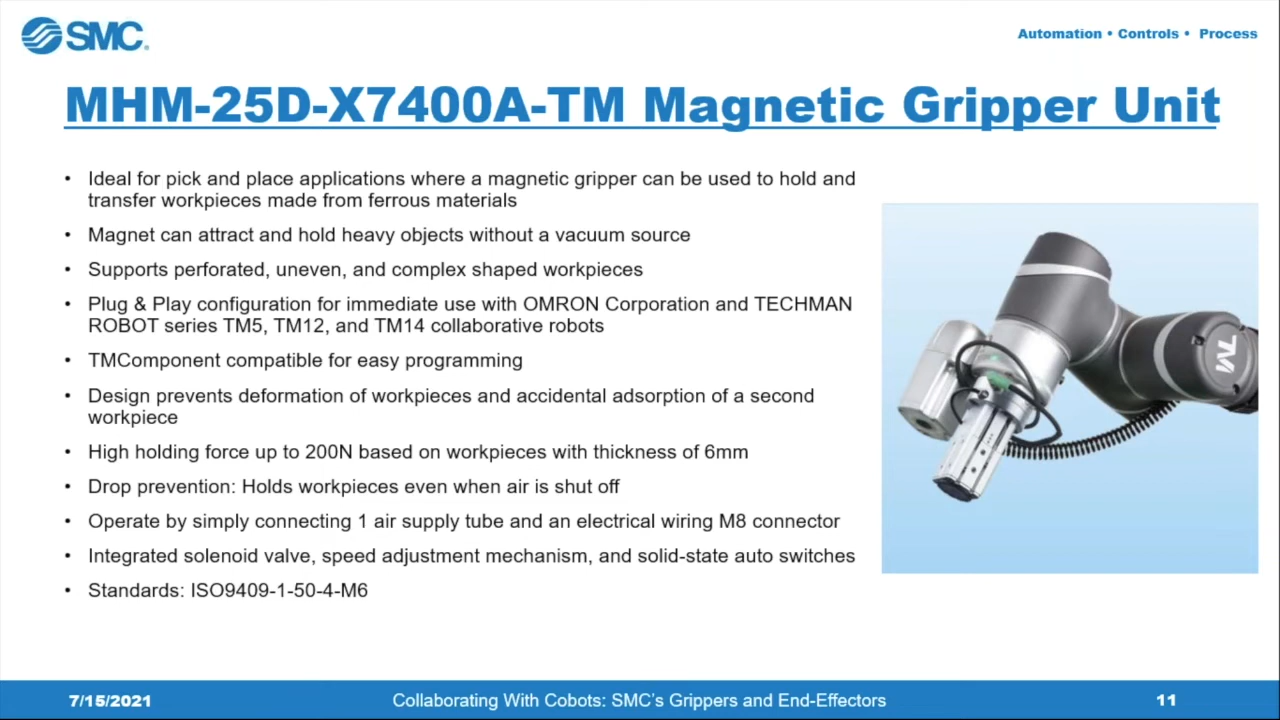 SMC
Automation • Controls • Process
MHM-25D-X7400A-TM Magnetic Gripper Unit
• Ideal for pick and place applications where a magnetic gripper can be used to hold and
transfer workpieces made from ferrous materials
• Magnet can attract and hold heavy objects without a vacuum source
• Supports perforated, uneven, and complex shaped workpieces
• Plug & Play configuration for immediate use with OMRON Corporation and TECHMAN
ROBOT series TM5, TM12, and TM14 collaborative robots
• TMComponent compatible for easy programming
• Design prevents deformation of workpieces and accidental adsorption of a second
workpiece
• High holding force up to 200N based on workpieces with thickness of 6mm
• Drop prevention: Holds workpieces even when air is shut off
• Operate by simply connecting 1 air supply tube and an electrical wiring M8 connector
• Integrated solenoid valve, speed adjustment mechanism, and solid-state auto switches
• Standards: ISO9409-1-50-4-M6
TM
7/15/2021
Collaborating With Cobots: SMC's Grippers and End-Effectors
11